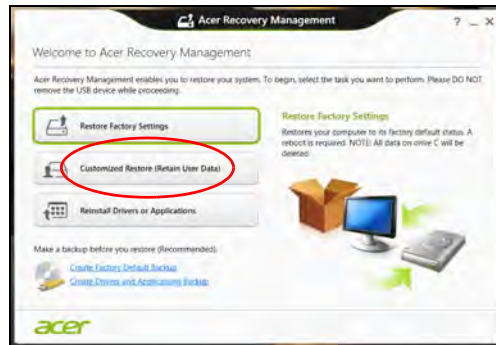 Acer Recovery Management
Welcome to Acer Recovery Management
Acer Recovery Management enables you to restore your system. To begin, select the task you want to perform. Please DO NOT
remove the USB device while proceeding.
Restore Factory Settings
Customized Restore (Retain User Data)
Reinstall Drivers or Applications
Restore Factory Settings
Restores your computer to its factory default status. A
reboot is required. NOTE: All data on drive C will be
deleted.
Make a backup before you restore (Recommended).
Create Factory Default Backup
Create Drivers and Applications Backup
acer